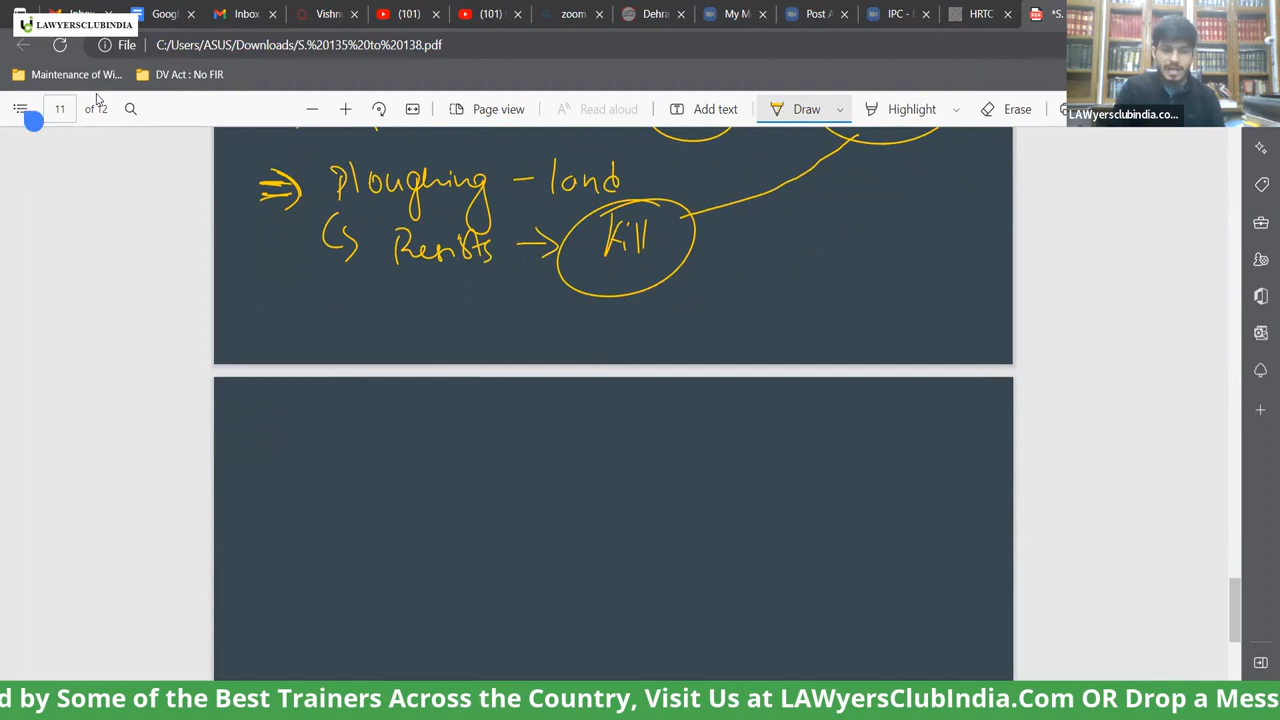 LAWYERSCLUBINDIA
Googl
Inbox
Vishnu
(101)
(101)
Dehra
My M
Post
IPC -
HRTC
File
C:/Users/ASUS/Downloads/S.%20135%20to%20138.pdf
Maintenance of Wi...
DV Act : No FIR
11 of 12
Page view
Read aloud
Add text
Draw
Highlight
Erase
LAWyersclubindia.co...
⇒ Ploughing - land
↳ Resists → kill
d by Some of the Best Trainers Across the Country, Visit Us at LAWyersClubIndia.Com OR Drop a Mess